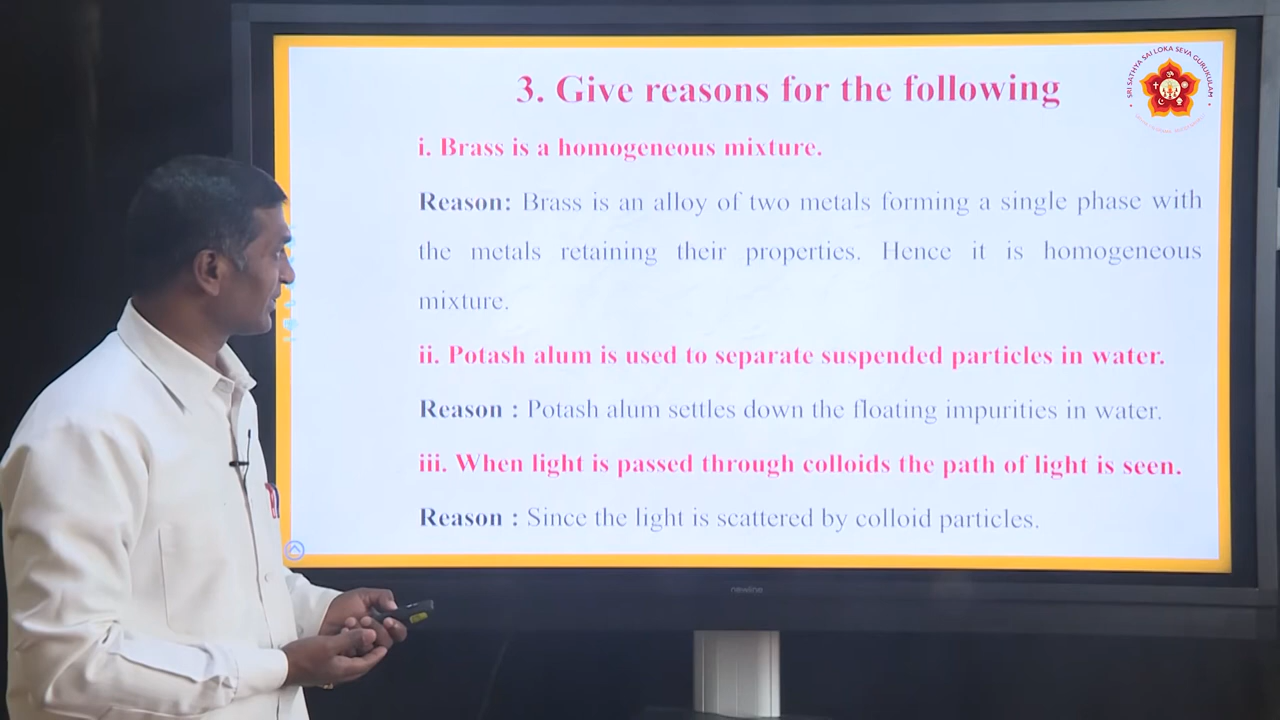 3. Give reasons for the following
SRI SATHYA SAI LOKA SEVA GURUKULAM
i. Brass is a homogeneous mixture.
Reason: Brass is an alloy of two metals forming a single phase with
the metals retaining their properties. Hence it is homogeneous
mixture.
ii. Potash alum is used to separate suspended particles in water.
Reason : Potash alum settles down the floating impurities in water.
iii. When light is passed through colloids the path of light is seen.
Reason : Since the light is scattered by colloid particles.
newline